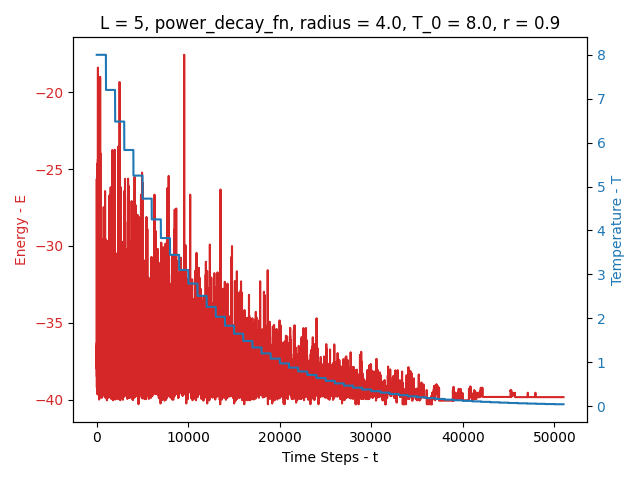 L = 5, power_decay_fn, radius = 4.0, T_0 = 8.0, r = 0.9
Energy - E
−20
−25
−30
−35
−40
8
7
6
5
4
3
2
1
0
Temperature - T
0 10000 20000 30000 40000 50000
Time Steps - t